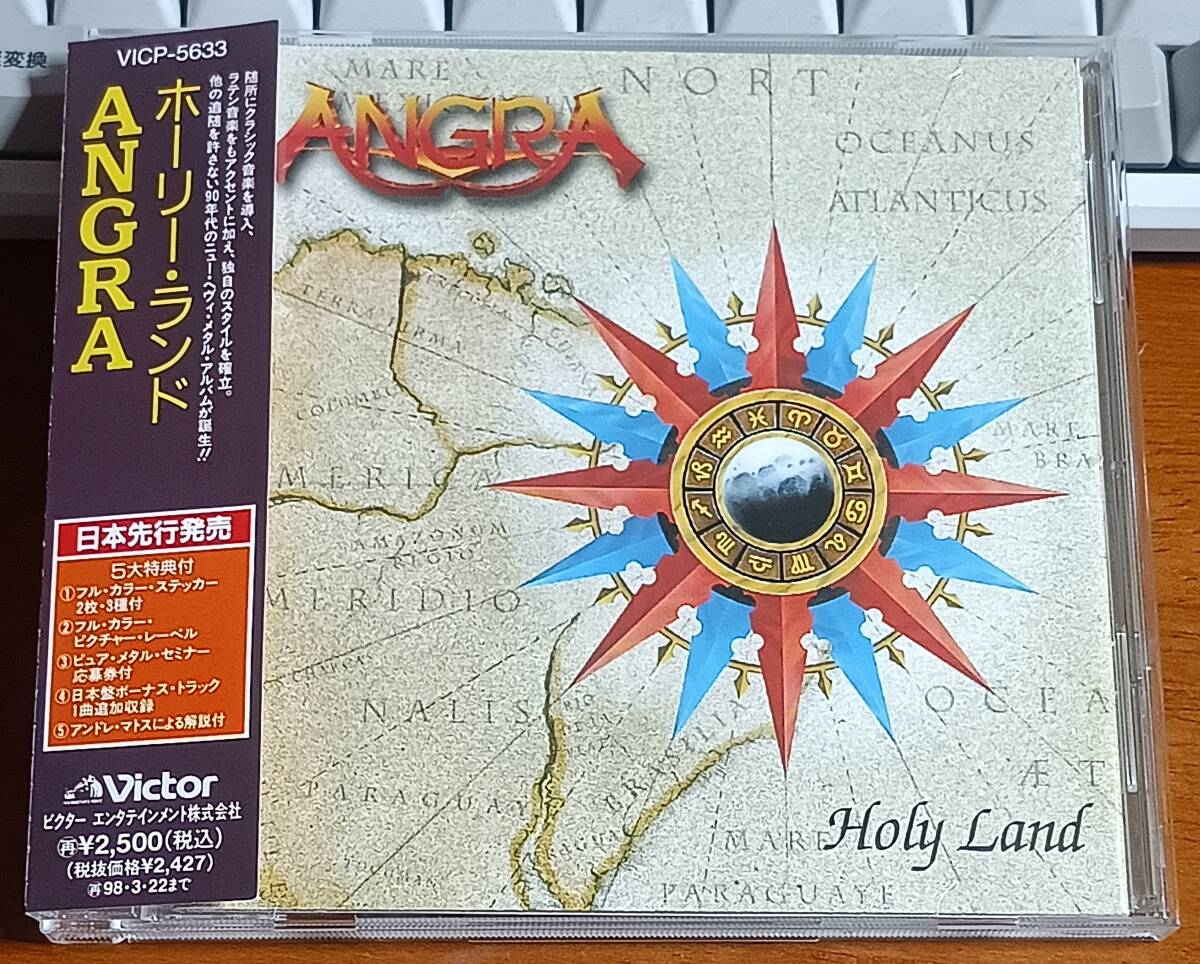 変換
VICP-5633
ホーリー・ランド
ANGRA
随所にクラシック音楽を導入、
ラテン音楽をもアクセントに加え、独自のスタイルを確立。
他の追随を許さない90年代のニュー・ヘヴィ・メタル・アルバムが誕生!!
日本先行発売
5大特典付
①フル・カラー・ステッカー
2枚・3種付
②フル・カラー・
ピクチャー・レーベル
③ピュア・メタル・セミナー
応募券付
④日本盤ボーナス・トラック
1曲追加収録
⑤アンドレ・マトスによる解説付
Victor
ビクター エンタテインメント株式会社
再¥2,500(税込)
(税抜価格¥2,427)
再98・3・22まで
ANGRA
MARE
NORT
OCEANUS
ATLANTICUS
TERRA FIRMA
COLOMBO
MERICA
MARE
BRA
AMAZONUM
REGIO
MERIDIO
NALIS
OCEA
ÆT
PARAGUAY
BRASILIA
MARE
PARAGUAYE
Holy Land